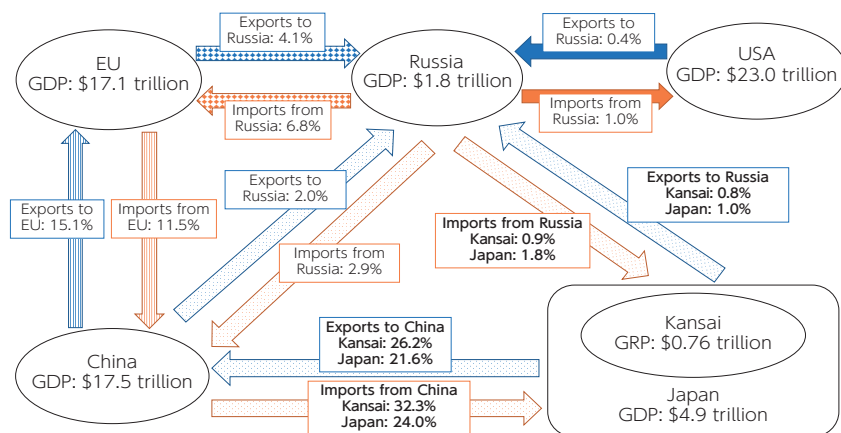 EU
GDP: $17.1 trillion
Exports to
Russia: 4.1%
Russia
GDP: $1.8 trillion
Exports to
Russia: 0.4%
USA
GDP: $23.0 trillion
Imports from
Russia: 6.8%
Imports from
Russia: 1.0%
Exports to
EU: 15.1%
Imports from
EU: 11.5%
Exports to
Russia: 2.0%
Imports from
Russia: 2.9%
Imports from Russia
Kansai: 0.9%
Japan: 1.8%
Exports to Russia
Kansai: 0.8%
Japan: 1.0%
China
GDP: $17.5 trillion
Exports to China
Kansai: 26.2%
Japan: 21.6%
Imports from China
Kansai: 32.3%
Japan: 24.0%
Kansai
GRP: $0.76 trillion
Japan
GDP: $4.9 trillion